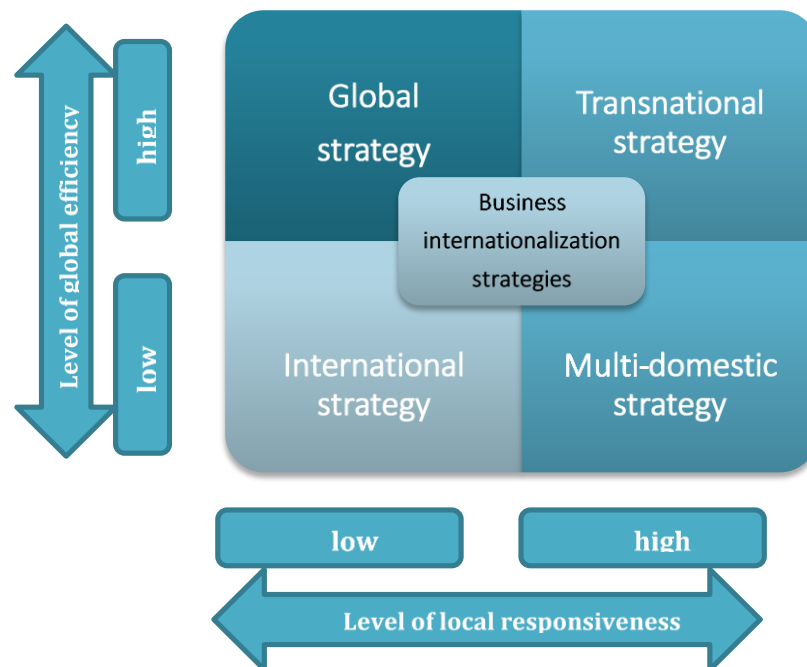 Level of global efficiency
high
low
Global
strategy
Transnational
strategy
Business
internationalization
strategies
International
strategy
Multi-domestic
strategy
low
high
Level of local responsiveness